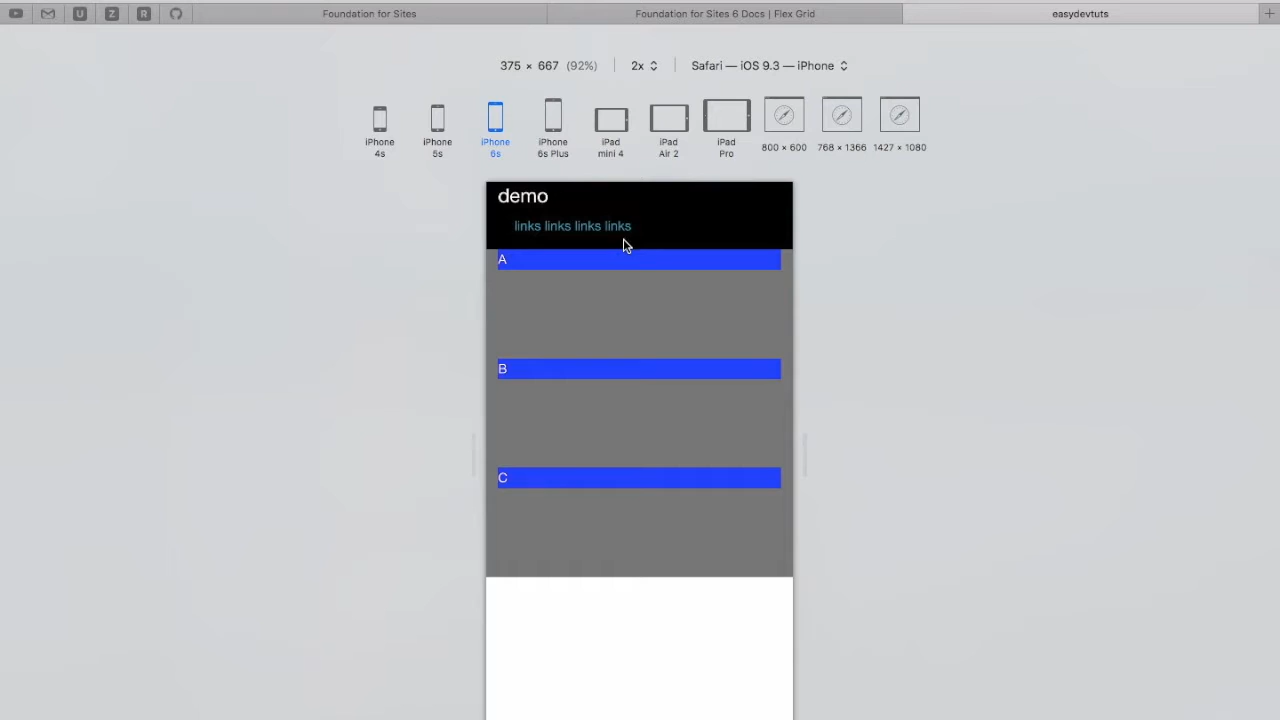 U Z R Foundation for Sites Foundation for Sites 6 Docs | Flex Grid easydevtuts +
375 × 667 (92%) 2x Safari — iOS 9.3 — iPhone
iPhone 4s
iPhone 5s
iPhone 6s
iPhone 6s Plus
iPad mini 4
iPad Air 2
iPad Pro
800 × 600
768 × 1366
1427 × 1080
demo
links links links links
A
B
C